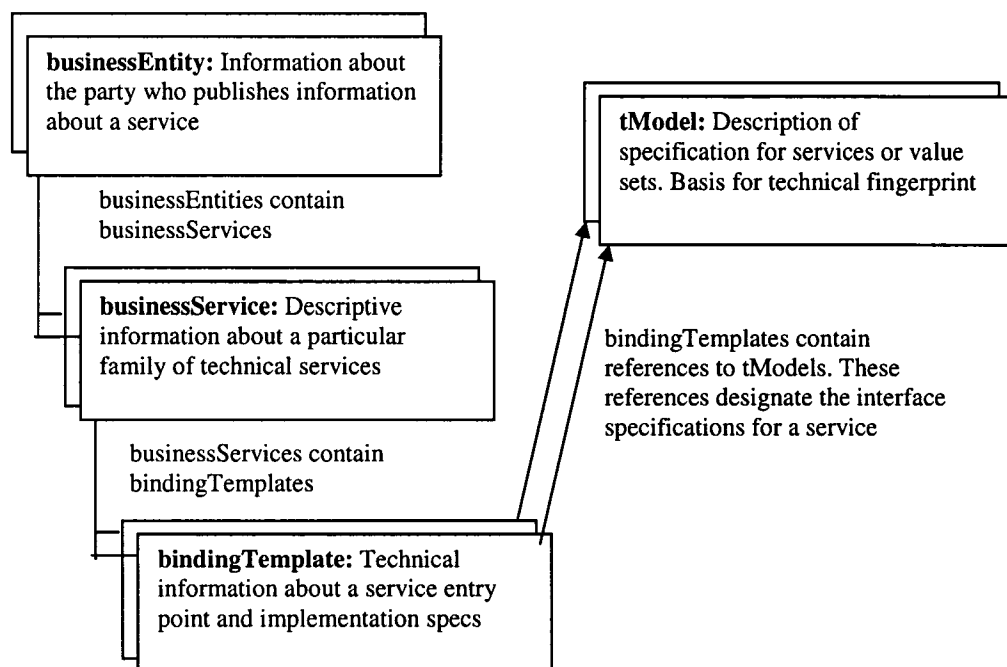 businessEntity: Information about
the party who publishes information
about a service
businessEntities contain
businessServices
businessService: Descriptive
information about a particular
family of technical services
businessServices contain
bindingTemplates
bindingTemplate: Technical
information about a service entry
point and implementation specs
tModel: Description of
specification for services or value
sets. Basis for technical fingerprint
bindingTemplates contain
references to tModels. These
references designate the interface
specifications for a service